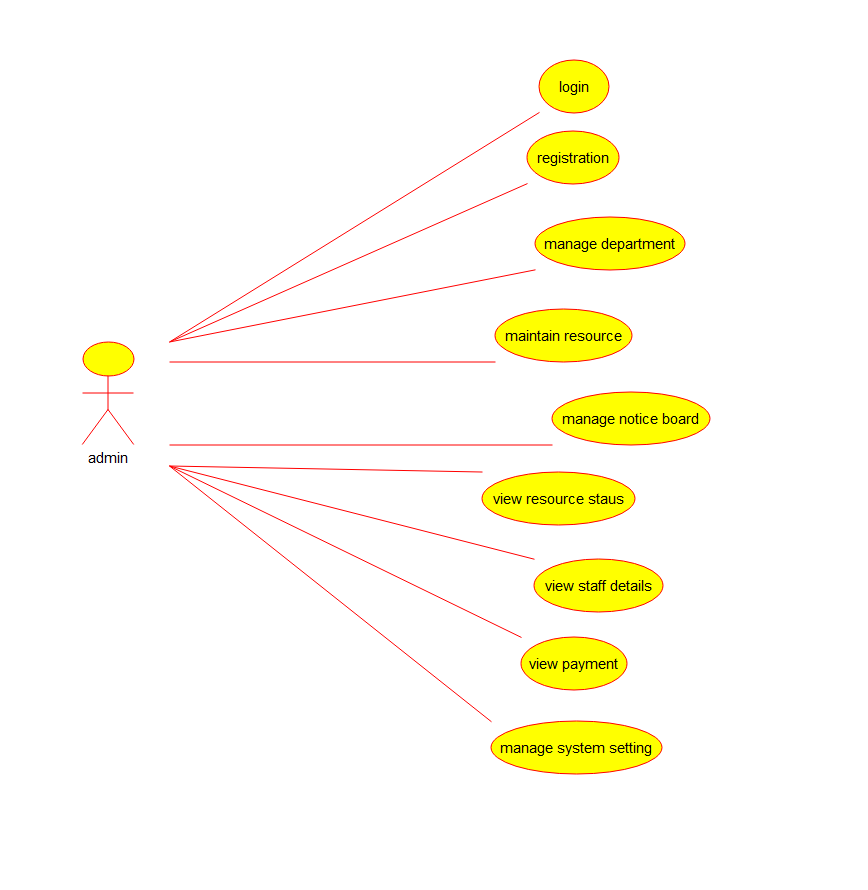 login
registration
manage department
maintain resource
manage notice board
admin
view resource staus
view staff details
view payment
manage system setting